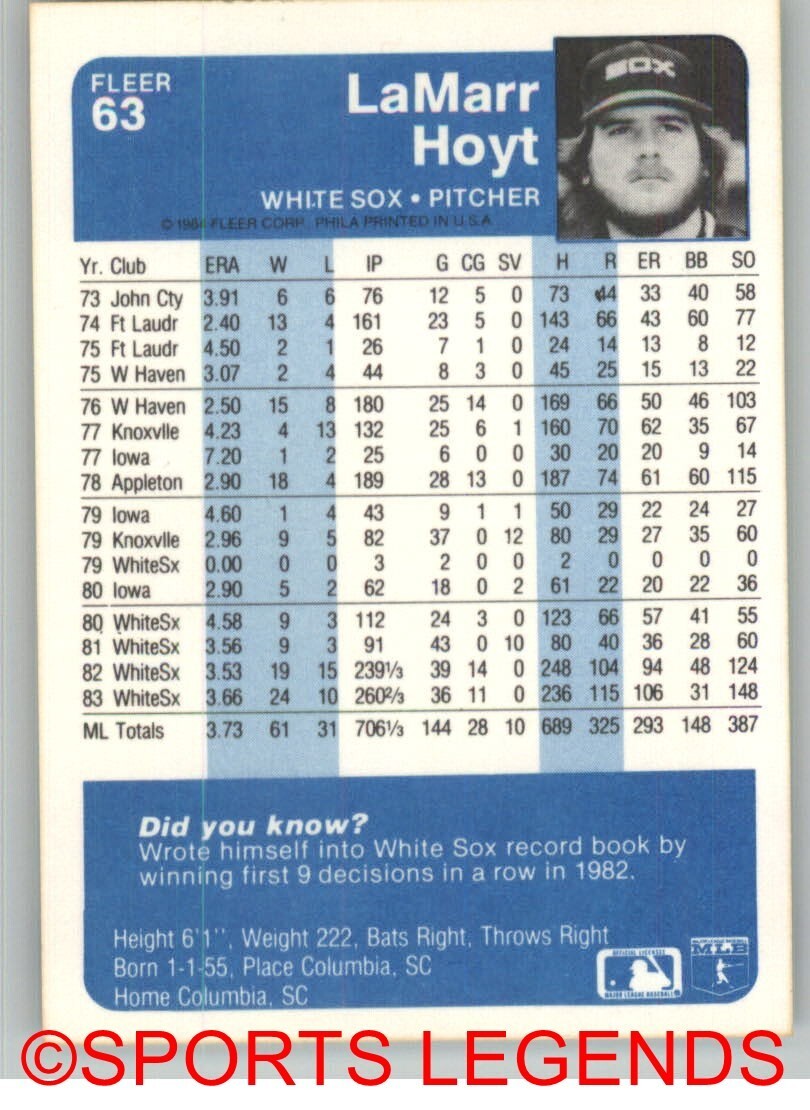 FLEER
63
LaMarr
Hoyt
WHITE SOX • PITCHER
© 1984 FLEER CORP. PHILA PRINTED IN U.S.A.
SOX
Yr. Club ERA W L IP G CG SV H R ER BB SO
73 John Cty 3.91 6 6 76 12 5 0 73 44 33 40 58
74 Ft Laudr 2.40 13 4 161 23 5 0 143 66 43 60 77
75 Ft Laudr 4.50 2 1 26 7 1 0 24 14 13 8 12
75 W Haven 3.07 2 4 44 8 3 0 45 25 15 13 22
76 W Haven 2.50 15 8 180 25 14 0 169 66 50 46 103
77 Knoxvlle 4.23 4 13 132 25 6 1 160 70 62 35 67
77 Iowa 7.20 1 2 25 6 0 0 30 20 20 9 14
78 Appleton 2.90 18 4 189 28 13 0 187 74 61 60 115
79 Iowa 4.60 1 4 43 9 1 1 50 29 22 24 27
79 Knoxvlle 2.96 9 5 82 37 0 12 80 29 27 35 60
79 WhiteSx 0.00 0 0 3 2 0 0 2 0 0 0 0
80 Iowa 2.90 5 2 62 18 0 2 61 22 20 22 36
80 WhiteSx 4.58 9 3 112 24 3 0 123 66 57 41 55
81 WhiteSx 3.56 9 3 91 43 0 10 80 40 36 28 60
82 WhiteSx 3.53 19 15 239⅓ 39 14 0 248 104 94 48 124
83 WhiteSx 3.66 24 10 260⅔ 36 11 0 236 115 106 31 148
ML Totals 3.73 61 31 706⅓ 144 28 10 689 325 293 148 387
Did you know?
Wrote himself into White Sox record book by
winning first 9 decisions in a row in 1982.
Height 6'1'', Weight 222, Bats Right, Throws Right
Born 1-1-55, Place Columbia, SC
Home Columbia, SC
OFFICIAL LICENSEE
MAJOR LEAGUE BASEBALL
MLB
©SPORTS LEGENDS